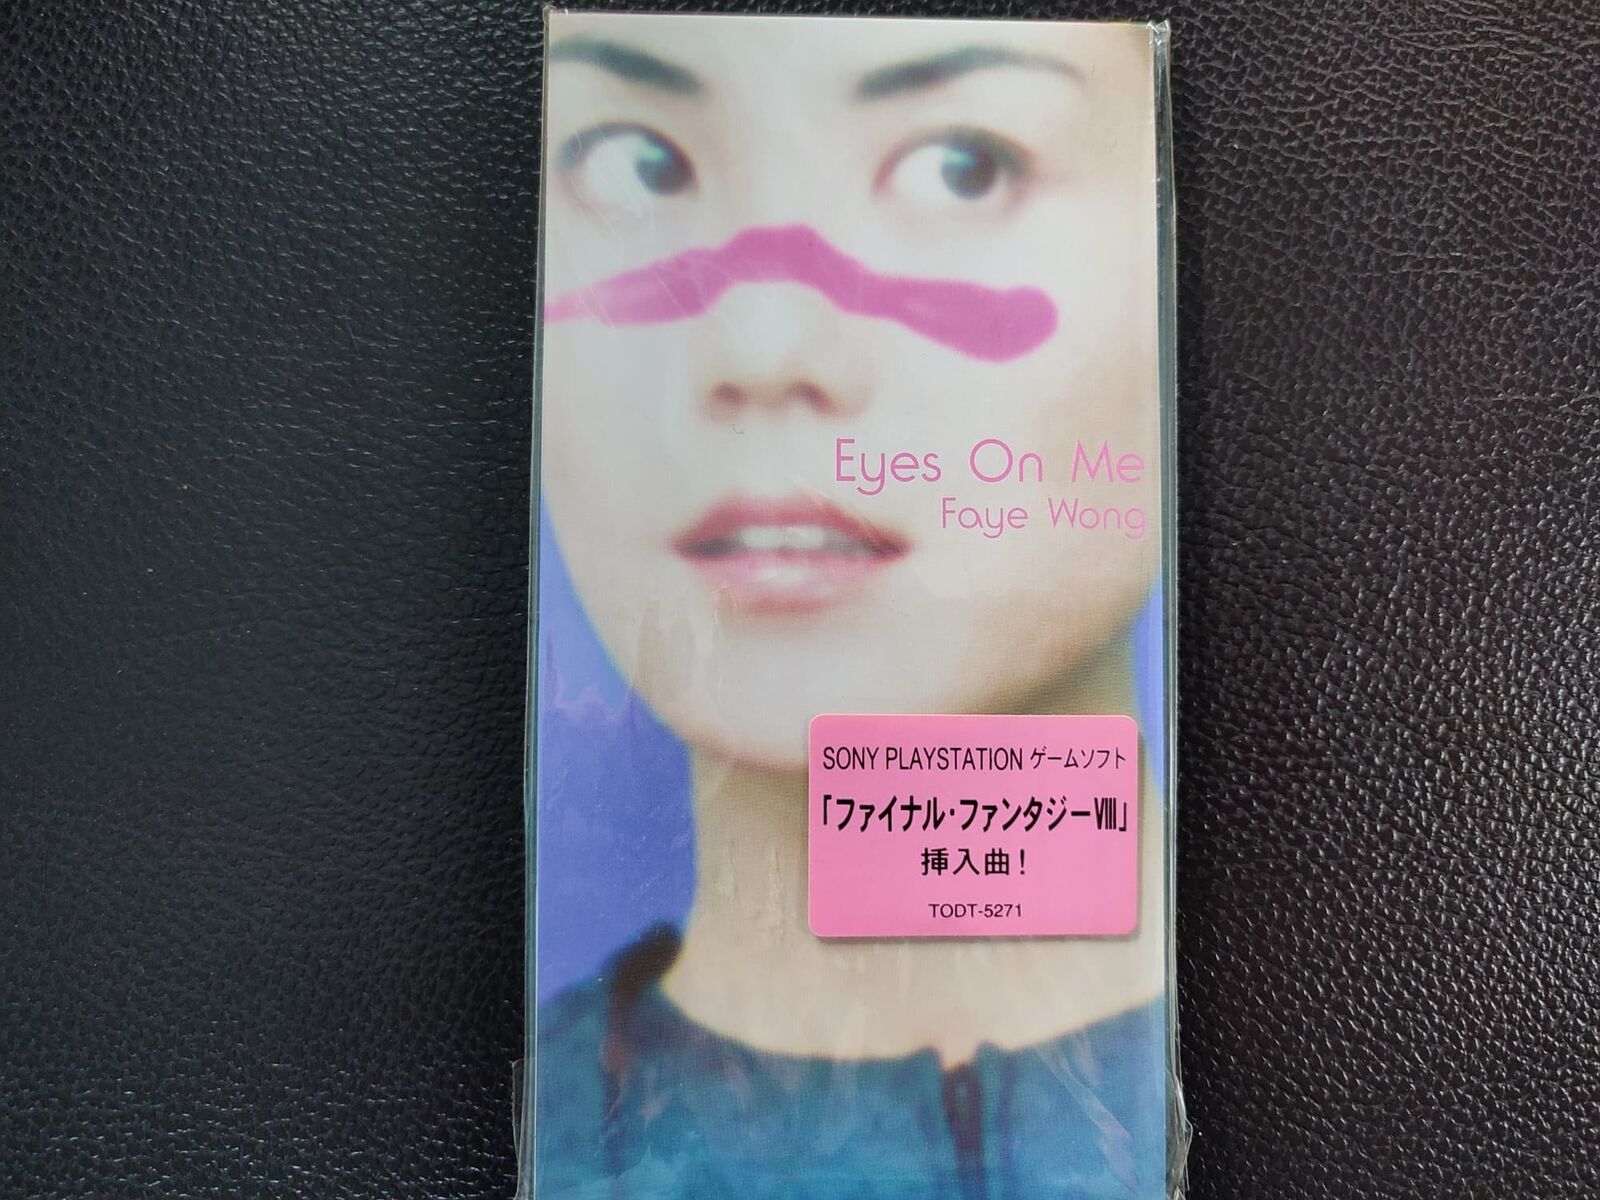 Eyes On Me
Faye Wong
SONY PLAYSTATION ゲームソフト
「ファイナル・ファンタジーⅧ」
挿入曲！
TODT-5271